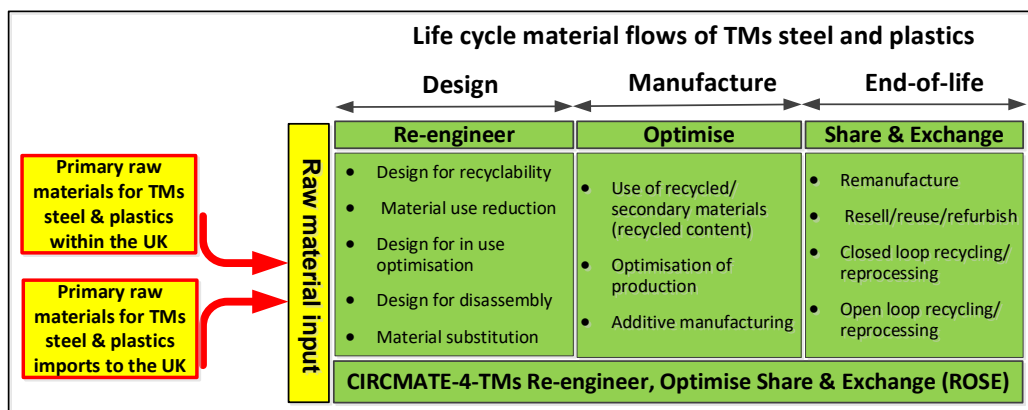 Life cycle material flows of TMs steel and plastics
Design
Manufacture
End-of-life
Primary raw
materials for TMs
steel & plastics
within the UK
Primary raw
materials for TMs
steel & plastics
imports to the UK
Raw material input
Re-engineer
• Design for recyclability
• Material use reduction
• Design for in use
optimisation
• Design for disassembly
• Material substitution
Optimise
• Use of recycled/
secondary materials
(recycled content)
• Optimisation of
production
• Additive manufacturing
Share & Exchange
• Remanufacture
• Resell/reuse/refurbish
• Closed loop recycling/
reprocessing
• Open loop recycling/
reprocessing
CIRCMATE-4-TMs Re-engineer, Optimise Share & Exchange (ROSE)